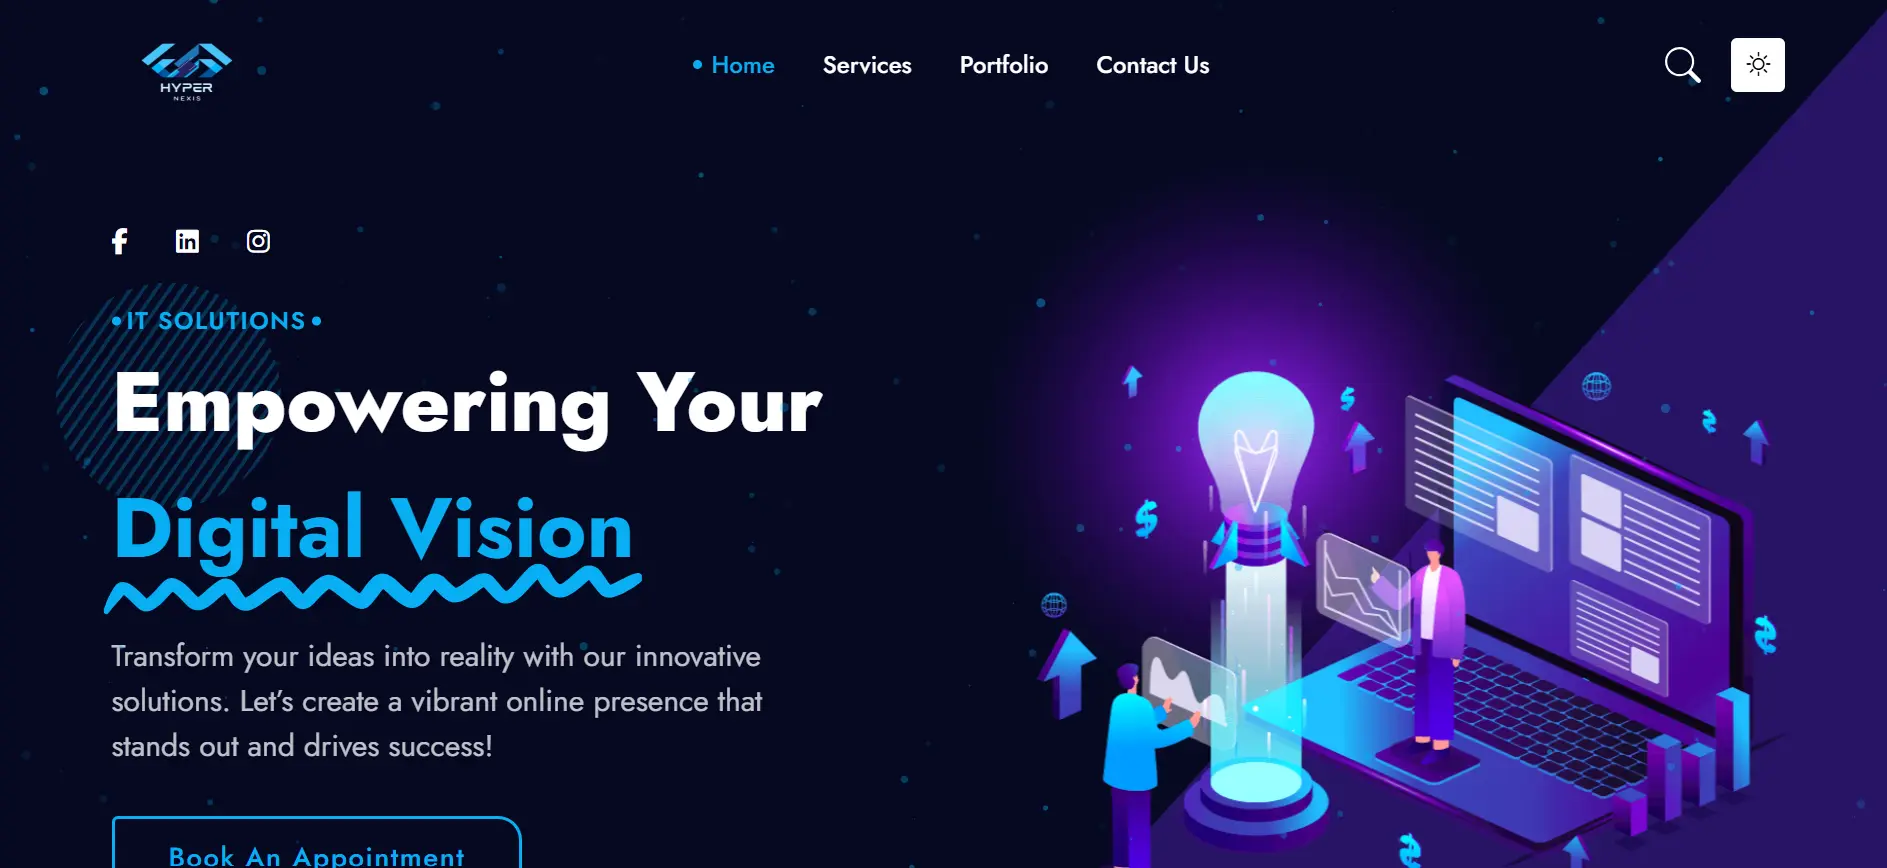 HYPER
NEXIS
Home Services Portfolio Contact Us
IT SOLUTIONS
Empowering Your
Digital Vision
Transform your ideas into reality with our innovative
solutions. Let's create a vibrant online presence that
stands out and drives success!
Book An Appointment